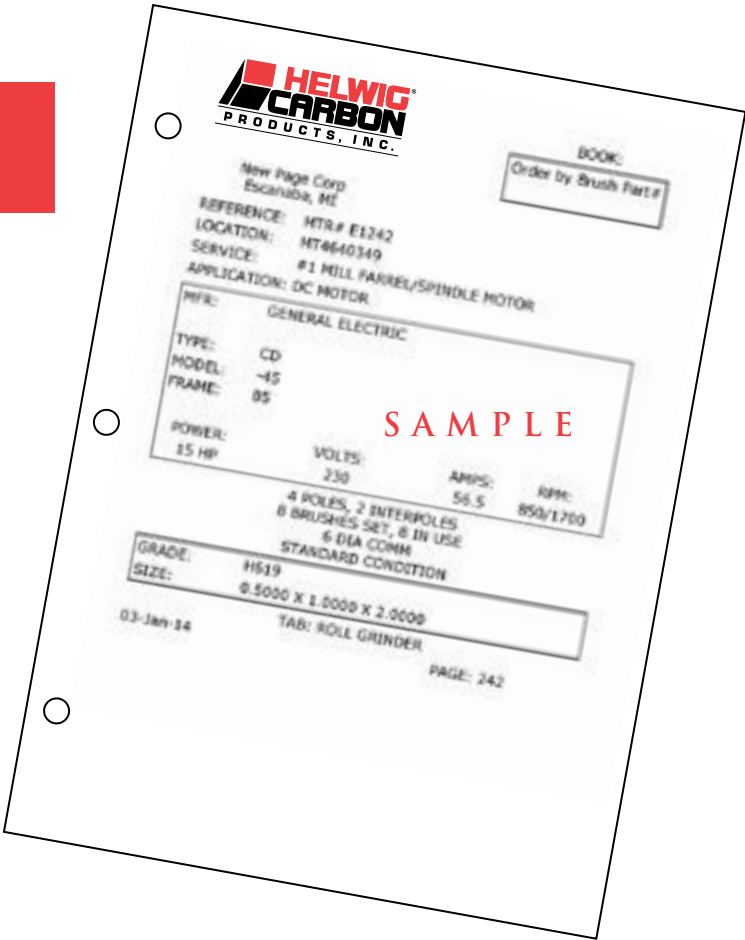 HELWIG®
CARBON
PRODUCTS, INC.
BOOK:
Order by Brush Part#
New Page Corp
Escanaba, MI
REFERENCE: MTR# E1242
LOCATION: MT4640349
SERVICE: #1 MILL FARREL/SPINDLE MOTOR
APPLICATION: DC MOTOR
MFR: GENERAL ELECTRIC
TYPE: CD
MODEL: -45
FRAME: 85
SAMPLE
POWER: VOLTS: AMPS: RPM:
15 HP 230 56.5 850/1700
4 POLES, 2 INTERPOLES
8 BRUSHES SET, 8 IN USE
6 DIA COMM
STANDARD CONDITION
GRADE: H619
SIZE: 0.5000 X 1.0000 X 2.0000
03-Jan-14
TAB: ROLL GRINDER
PAGE: 242